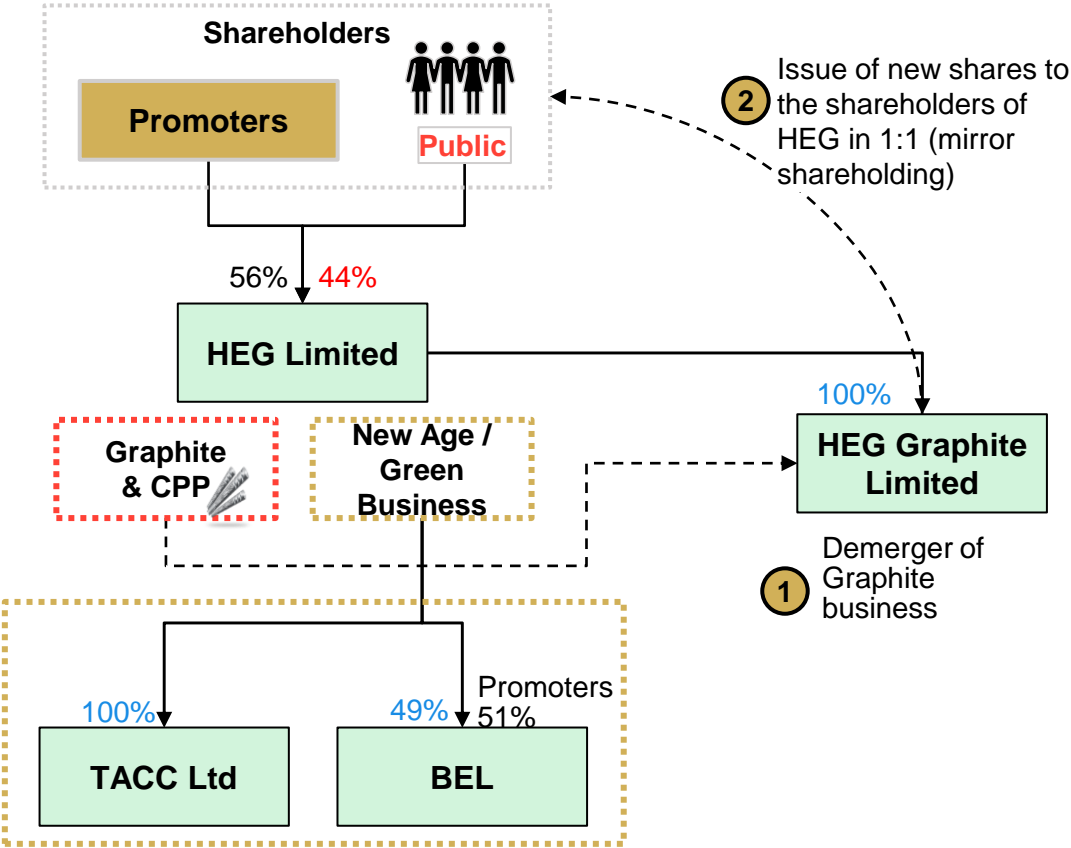 Shareholders
Promoters
Public
2
Issue of new shares to
the shareholders of
HEG in 1:1 (mirror
shareholding)
56%
44%
HEG Limited
100%
HEG Graphite
Limited
Graphite
& CPP
New Age /
Green
Business
1
Demerger of
Graphite
business
100%
49%
Promoters
51%
TACC Ltd
BEL